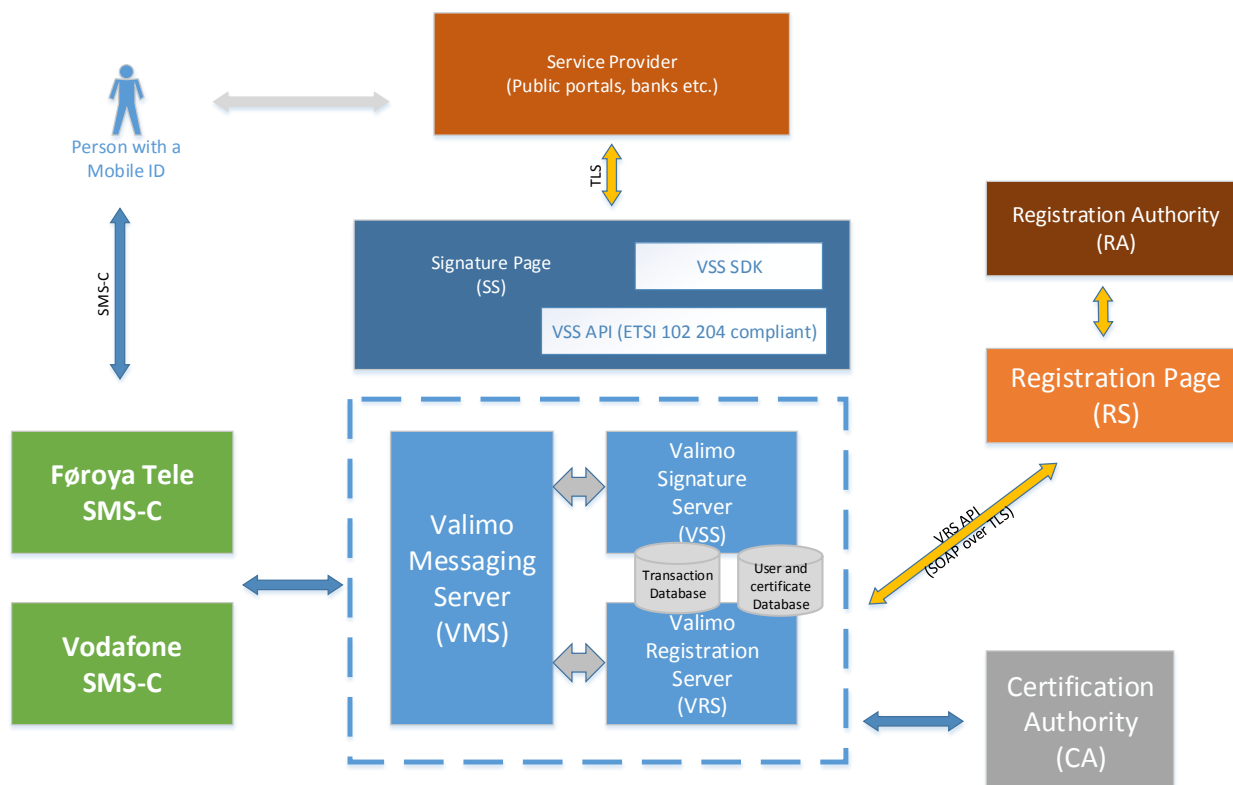 Service Provider
(Public portals, banks etc.)
Person with a
Mobile ID
TLS
SMS-C
Signature Page
(SS)
VSS SDK
VSS API (ETSI 102 204 compliant)
Registration Authority
(RA)
Registration Page
(RS)
Føroya Tele
SMS-C
Vodafone
SMS-C
Valimo
Messaging
Server
(VMS)
Valimo
Signature
Server
(VSS)
Transaction
Database
User and
certificate
Database
Valimo
Registration
Server
(VRS)
VRS API
(SOAP over TLS)
Certification
Authority
(CA)